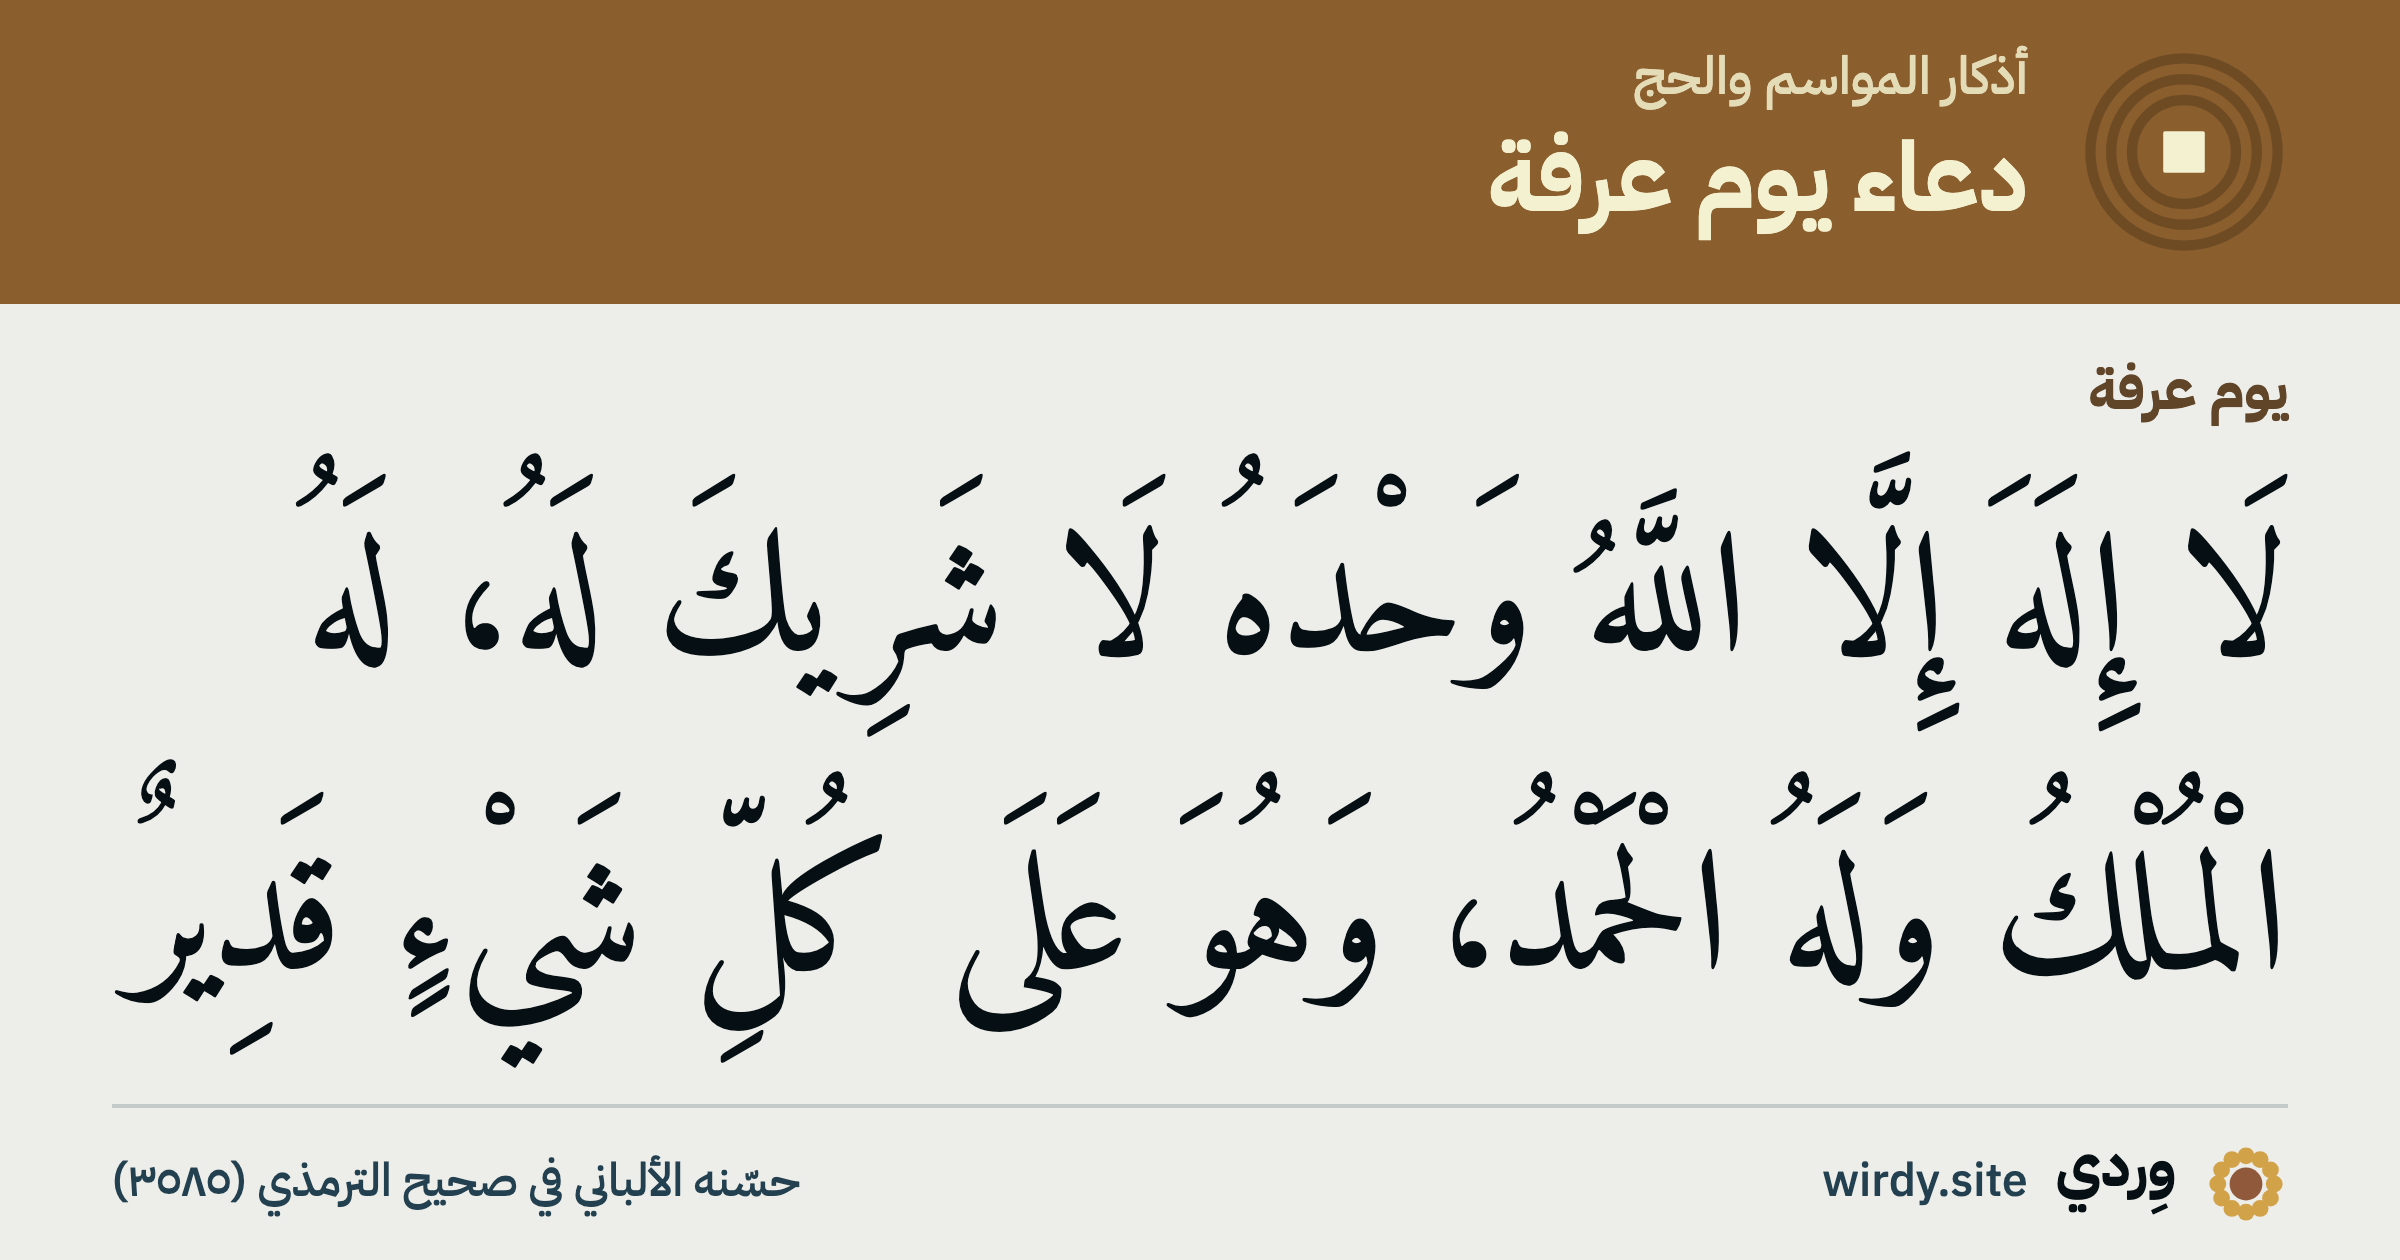 أذكار المواسم والحج
دعاء يوم عرفة
يوم عرفة
لَا إِلَهَ إِلَّا اللَّهُ وَحْدَهُ لَا شَرِيكَ لَهُ، لَهُ
الْمُلْكُ وَلَهُ الْحَمْدُ، وَهُوَ عَلَى كُلِّ شَيْءٍ قَدِيرٌ
وِردي wirdy.site
حسّنه الألباني في صحيح الترمذي (٣٥٨٥)